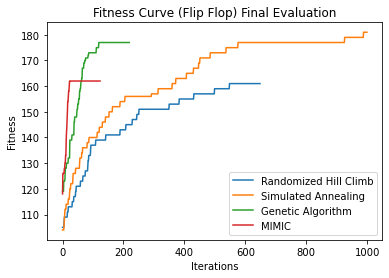 Fitness Curve (Flip Flop) Final Evaluation
Fitness
180
170
160
150
140
130
120
110
0
200
400
600
800
1000
Iterations
Randomized Hill Climb
Simulated Annealing
Genetic Algorithm
MIMIC